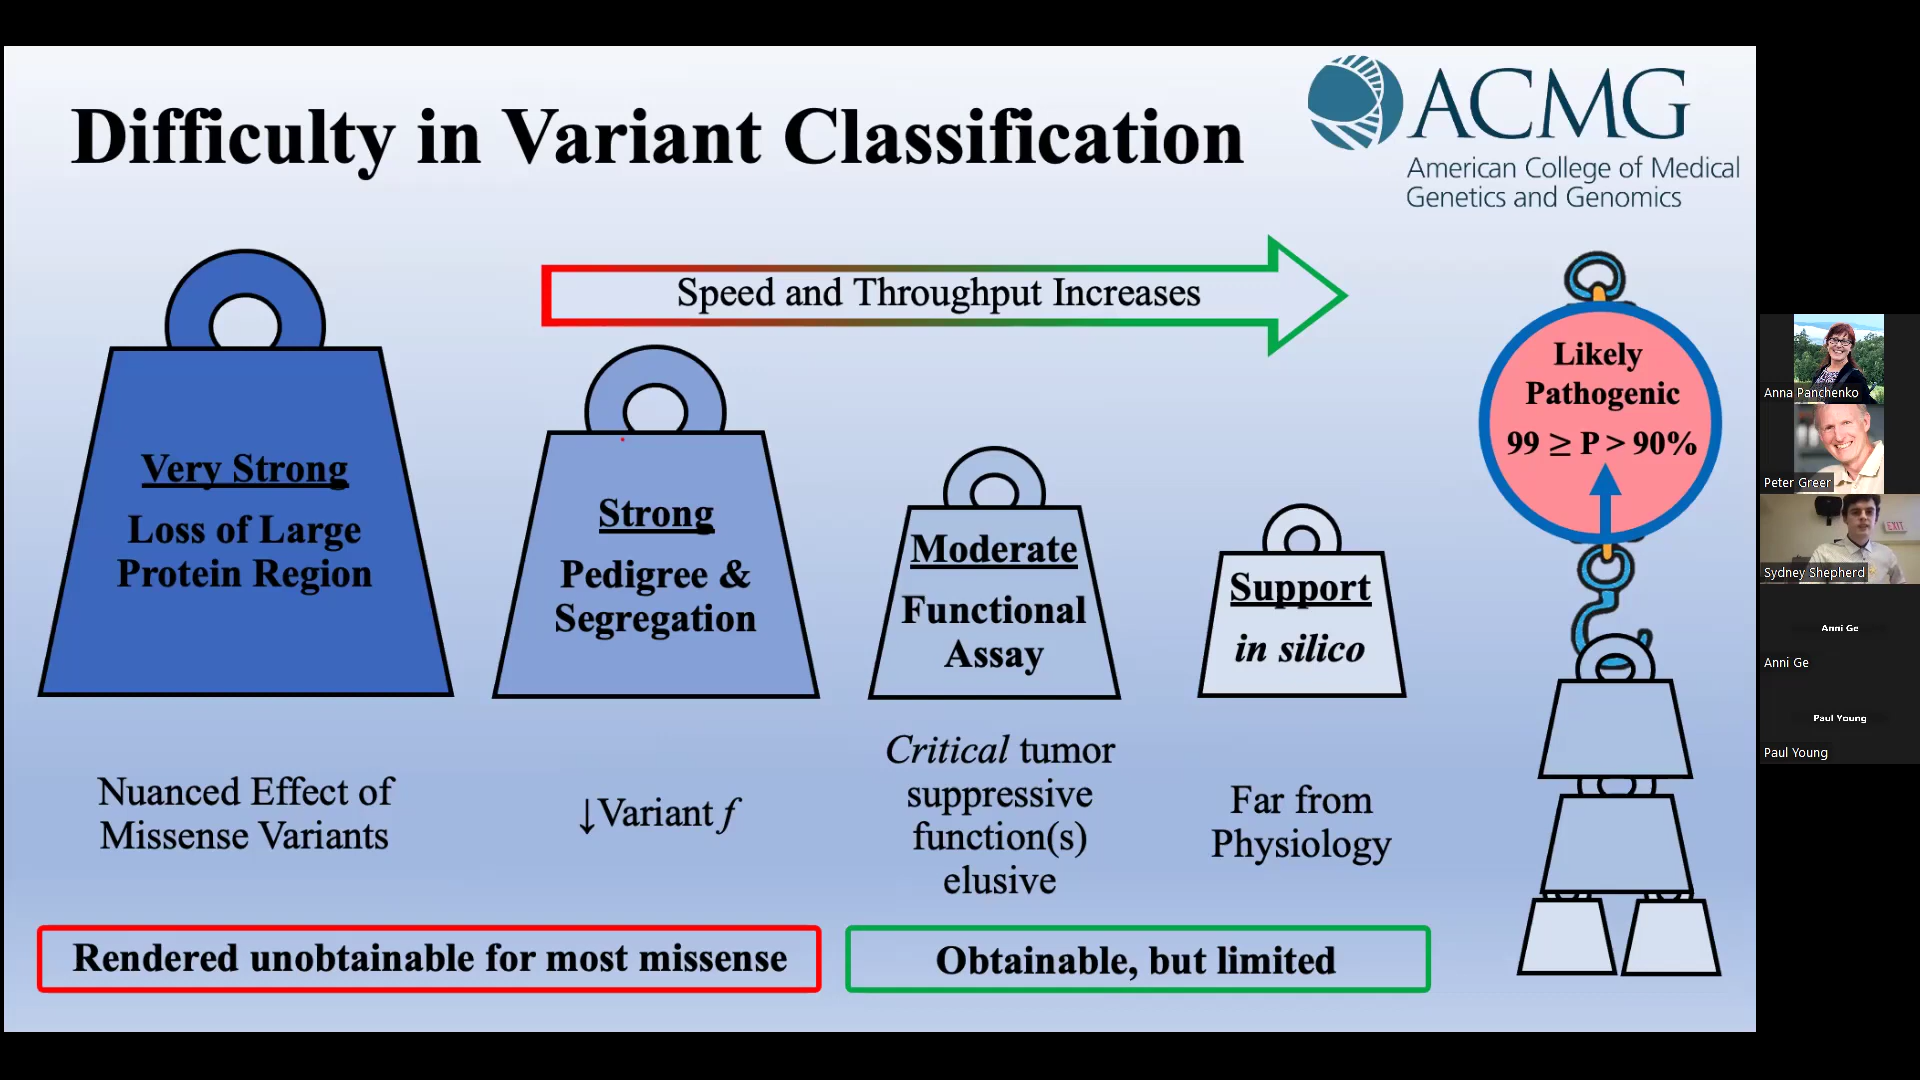 Difficulty in Variant Classification
ACMG
American College of Medical
Genetics and Genomics
Speed and Throughput Increases
Very Strong
Loss of Large
Protein Region
Strong
Pedigree &
Segregation
Moderate
Functional
Assay
Support
in silico
Likely
Pathogenic
99 ≥ P > 90%
Nuanced Effect of
Missense Variants
↓Variant f
Critical tumor
suppressive
function(s)
elusive
Far from
Physiology
Rendered unobtainable for most missense
Obtainable, but limited
Anna Panchenko
Peter Greer
EXIT
Sydney Shepherd
Anni Ge
Anni Ge
Paul Young
Paul Young